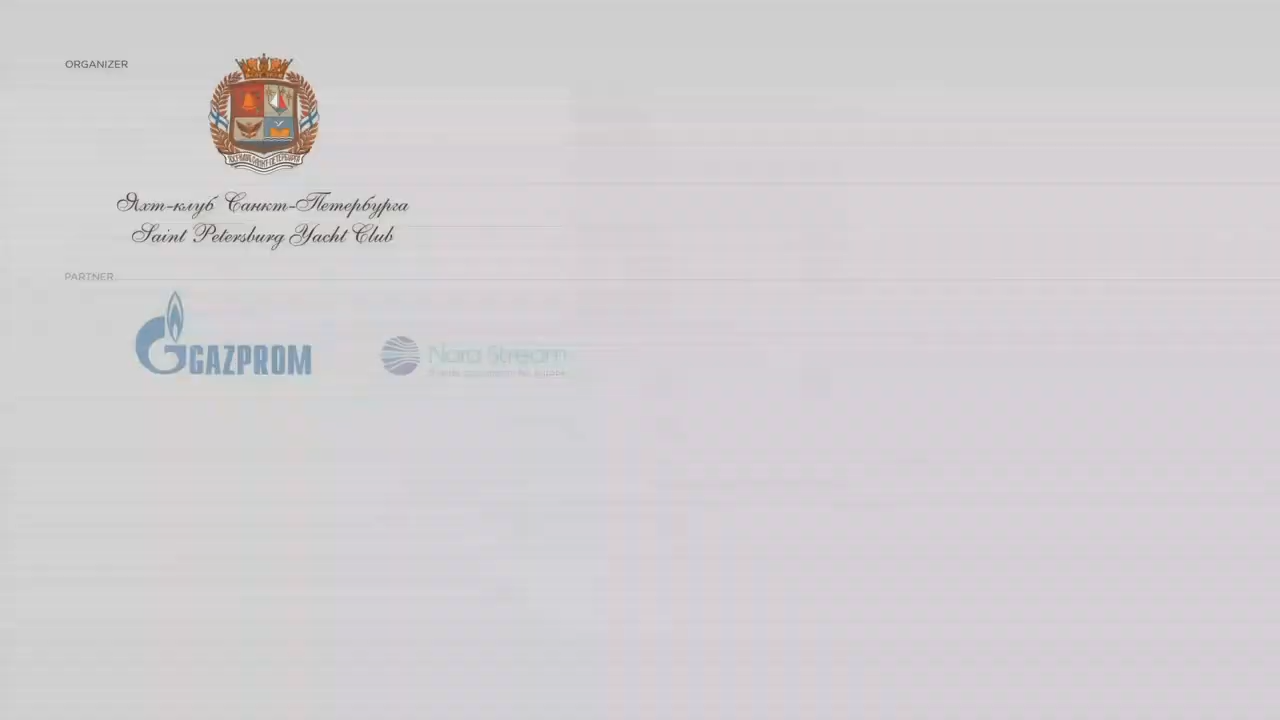 ORGANIZER
Яхт-клуб Санкт-Петербурга
Saint Petersburg Yacht Club
PARTNER
GAZPROM
Nord Stream